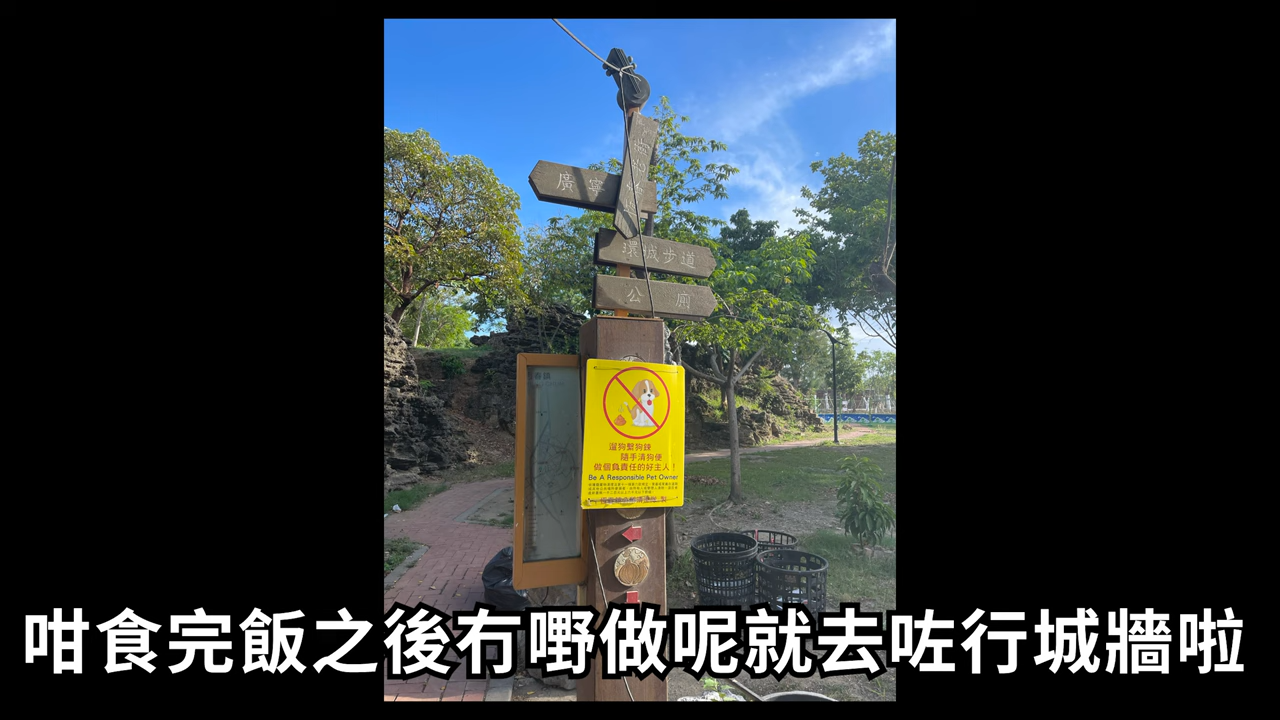 廣寧
環城步道
公廁
遛狗繫狗鍊
隨手清狗便
做個負責任的好主人！
Be A Responsible Pet Owner
咁食完飯之後冇嘢做呢就去咗行城牆啦